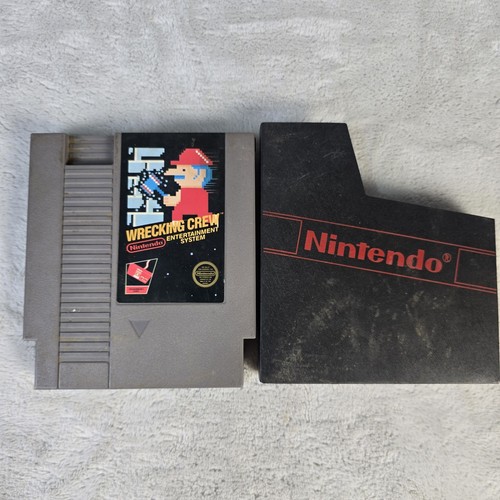 WRECKING CREW
Nintendo
ENTERTAINMENT
SYSTEM
Nintendo®